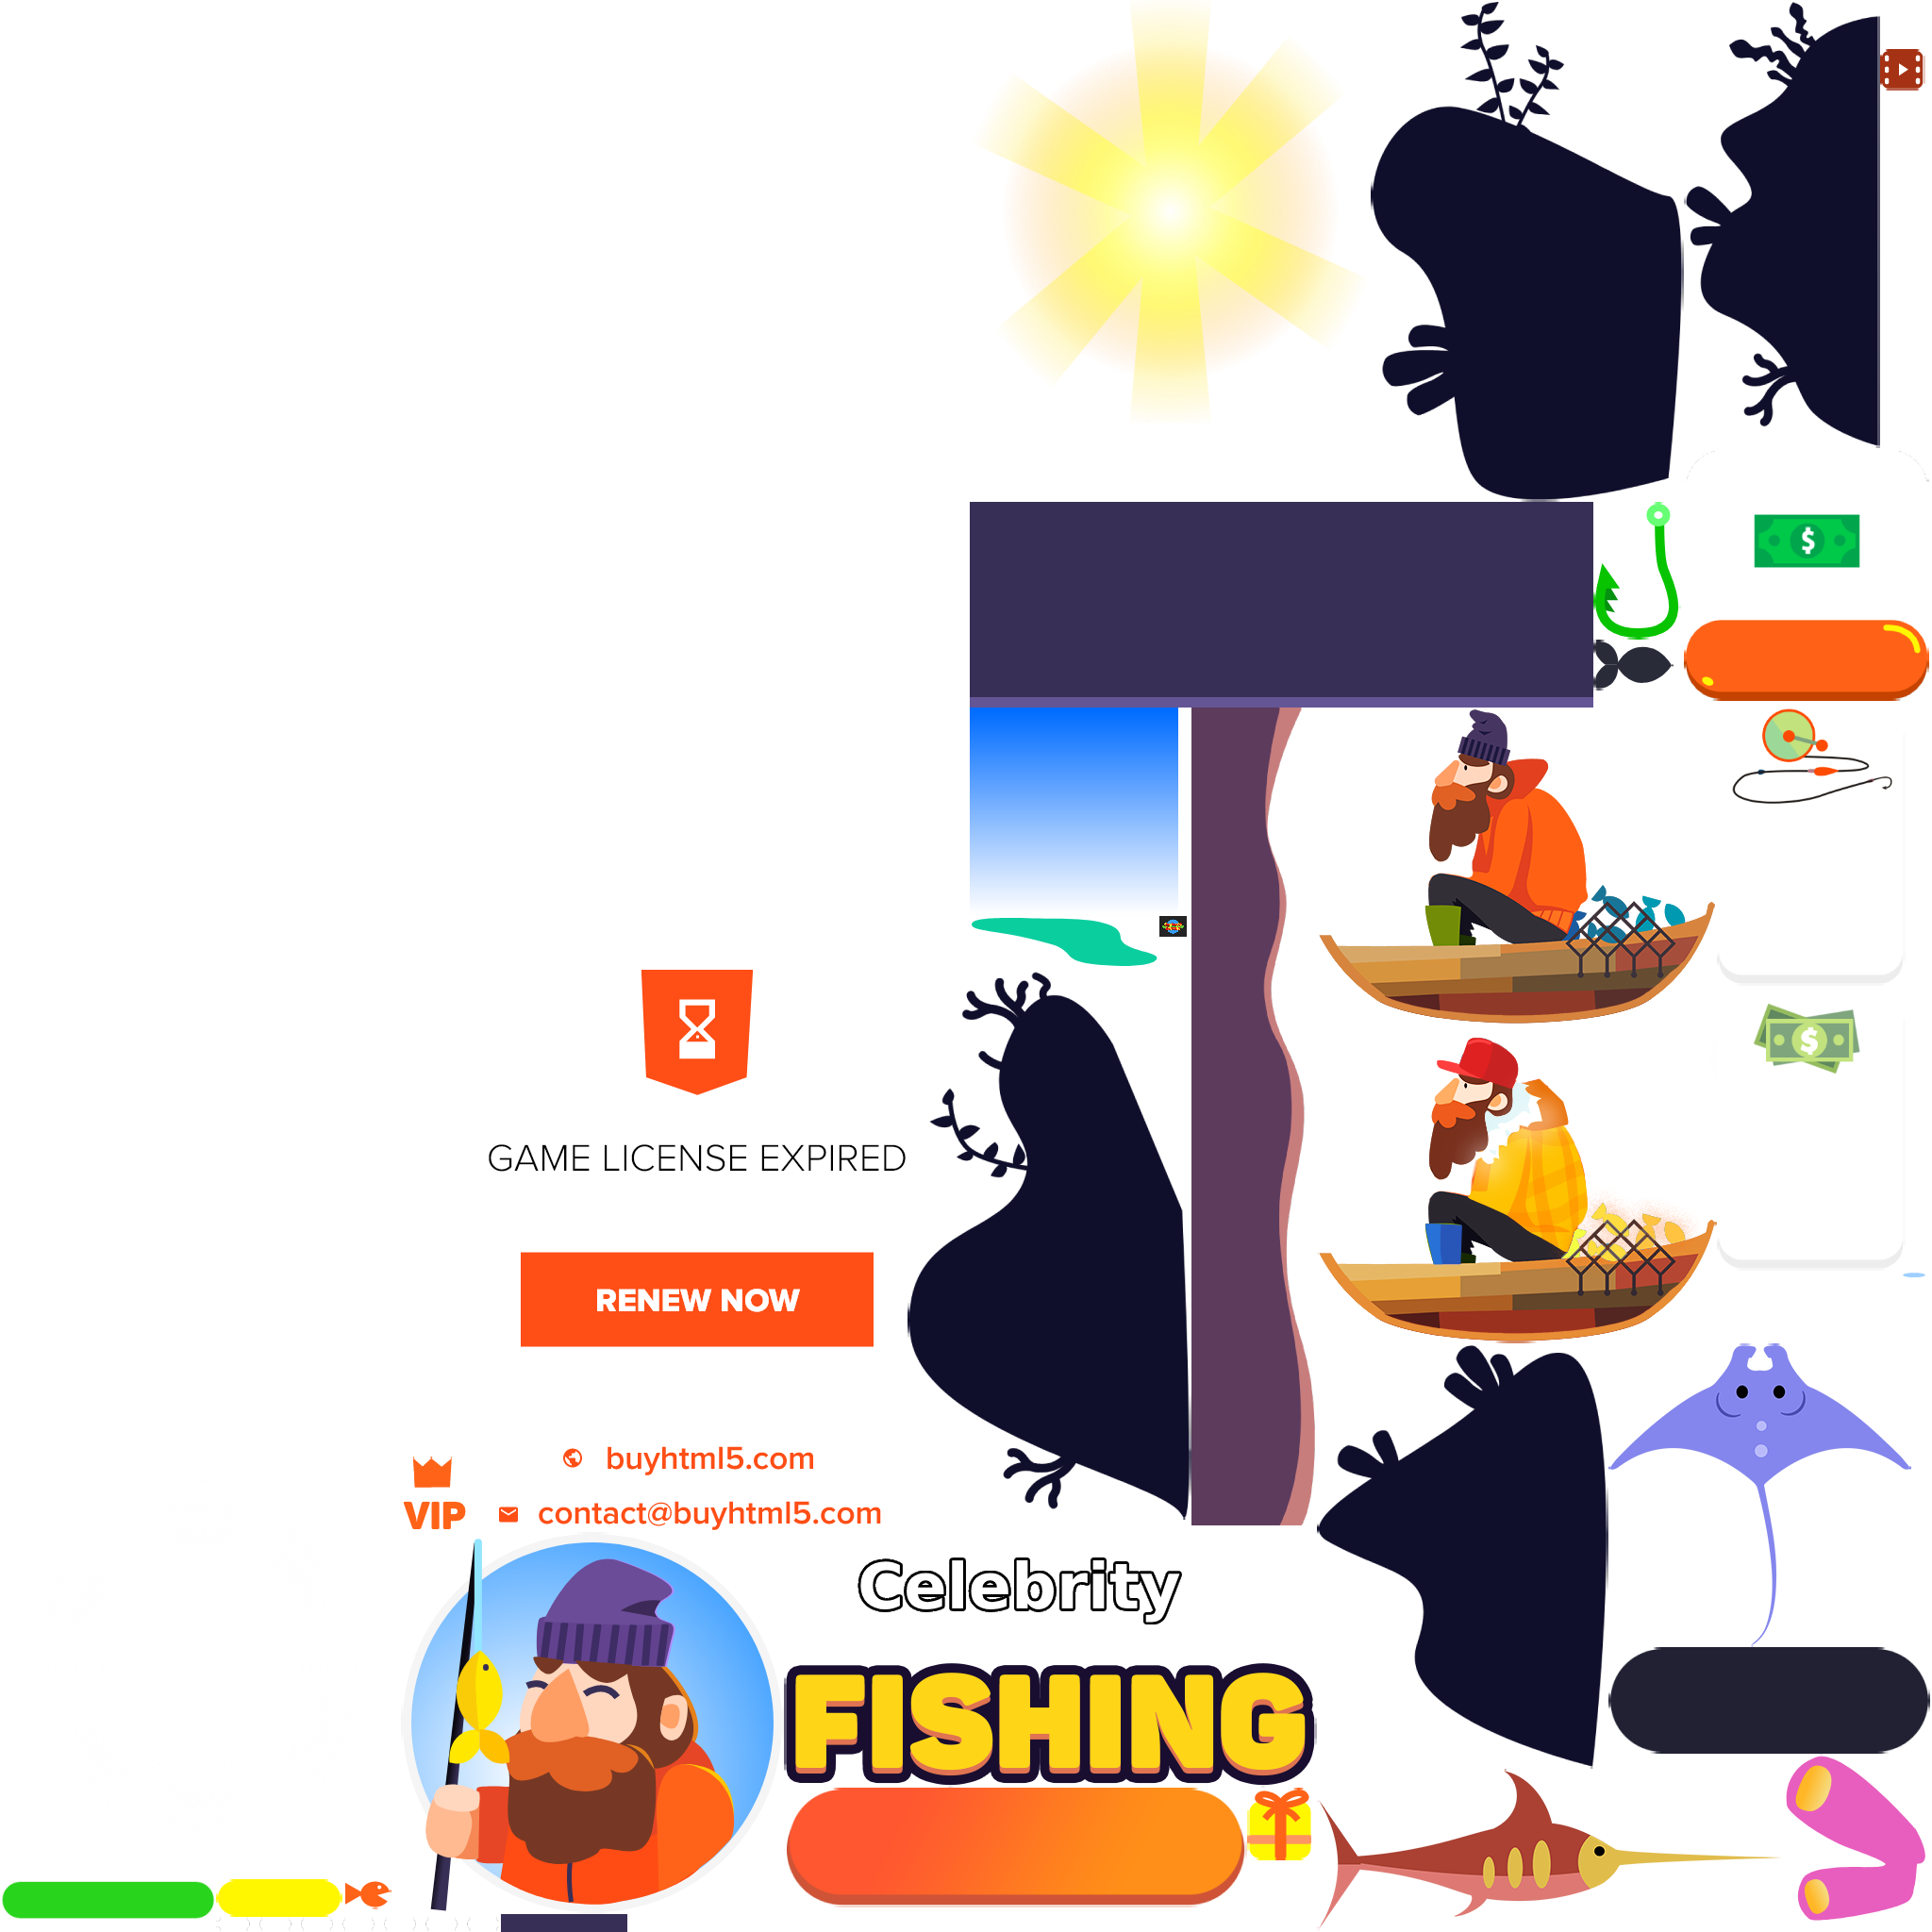 $
$
GAME LICENSE EXPIRED
RENEW NOW
buyhtml5.com
VIP
contact@buyhtml5.com
Celebrity
FISHING